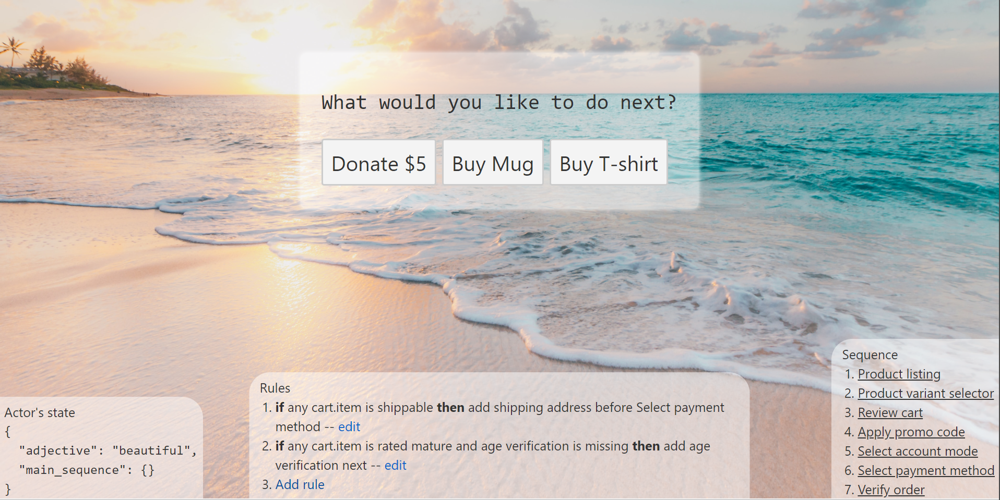 What would you like to do next?
Donate $5 Buy Mug Buy T-shirt
Actor's state
{
"adjective": "beautiful",
"main_sequence": {}
}
Rules
1. if any cart.item is shippable then add shipping address before Select payment
method -- edit
2. if any cart.item is rated mature and age verification is missing then add age
verification next -- edit
3. Add rule
Sequence
1. Product listing
2. Product variant selector
3. Review cart
4. Apply promo code
5. Select account mode
6. Select payment method
7. Verify order